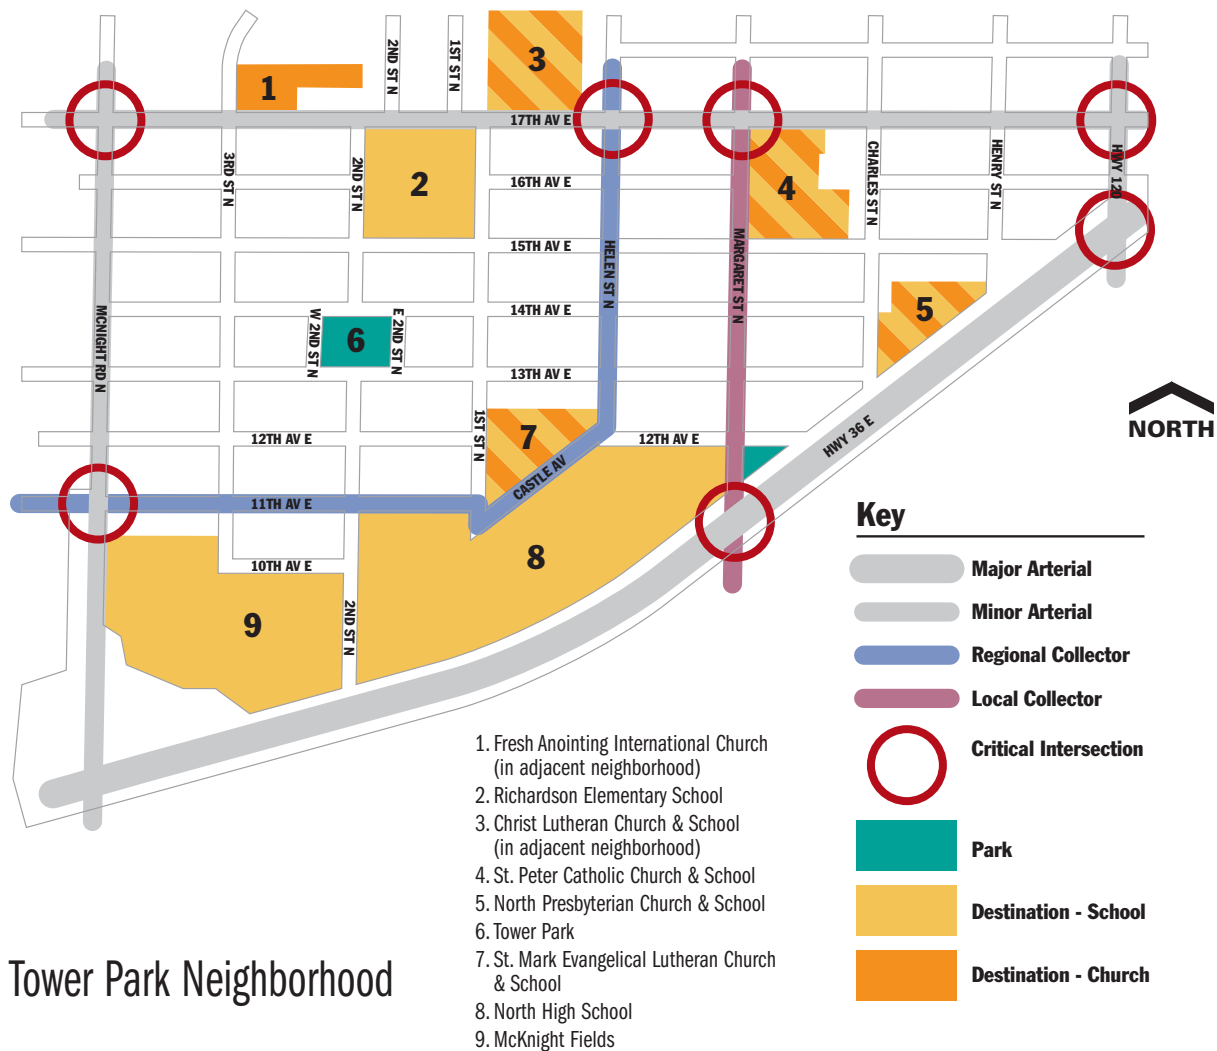 2ND ST N
1ST ST N
3
1
17TH AV E
3RD ST N
2ND ST N
2
16TH AV E
4
CHARLES ST N
HENRY ST N
HWY 120
15TH AV E
HELEN ST N
MARGARET ST N
MCNIGHT RD N
W 2ND ST N
6
E 2ND ST N
14TH AV E
5
13TH AV E
NORTH
12TH AV E
1ST ST N
7
CASTLE AV
12TH AV E
HWY 36 E
11TH AV E
10TH AV E
8
9
2ND ST N
Key
Major Arterial
Minor Arterial
Regional Collector
Local Collector
Critical Intersection
Park
Destination - School
Destination - Church
1. Fresh Anointing International Church
(in adjacent neighborhood)
2. Richardson Elementary School
3. Christ Lutheran Church & School
(in adjacent neighborhood)
4. St. Peter Catholic Church & School
5. North Presbyterian Church & School
6. Tower Park
7. St. Mark Evangelical Lutheran Church
& School
8. North High School
9. McKnight Fields
Tower Park Neighborhood